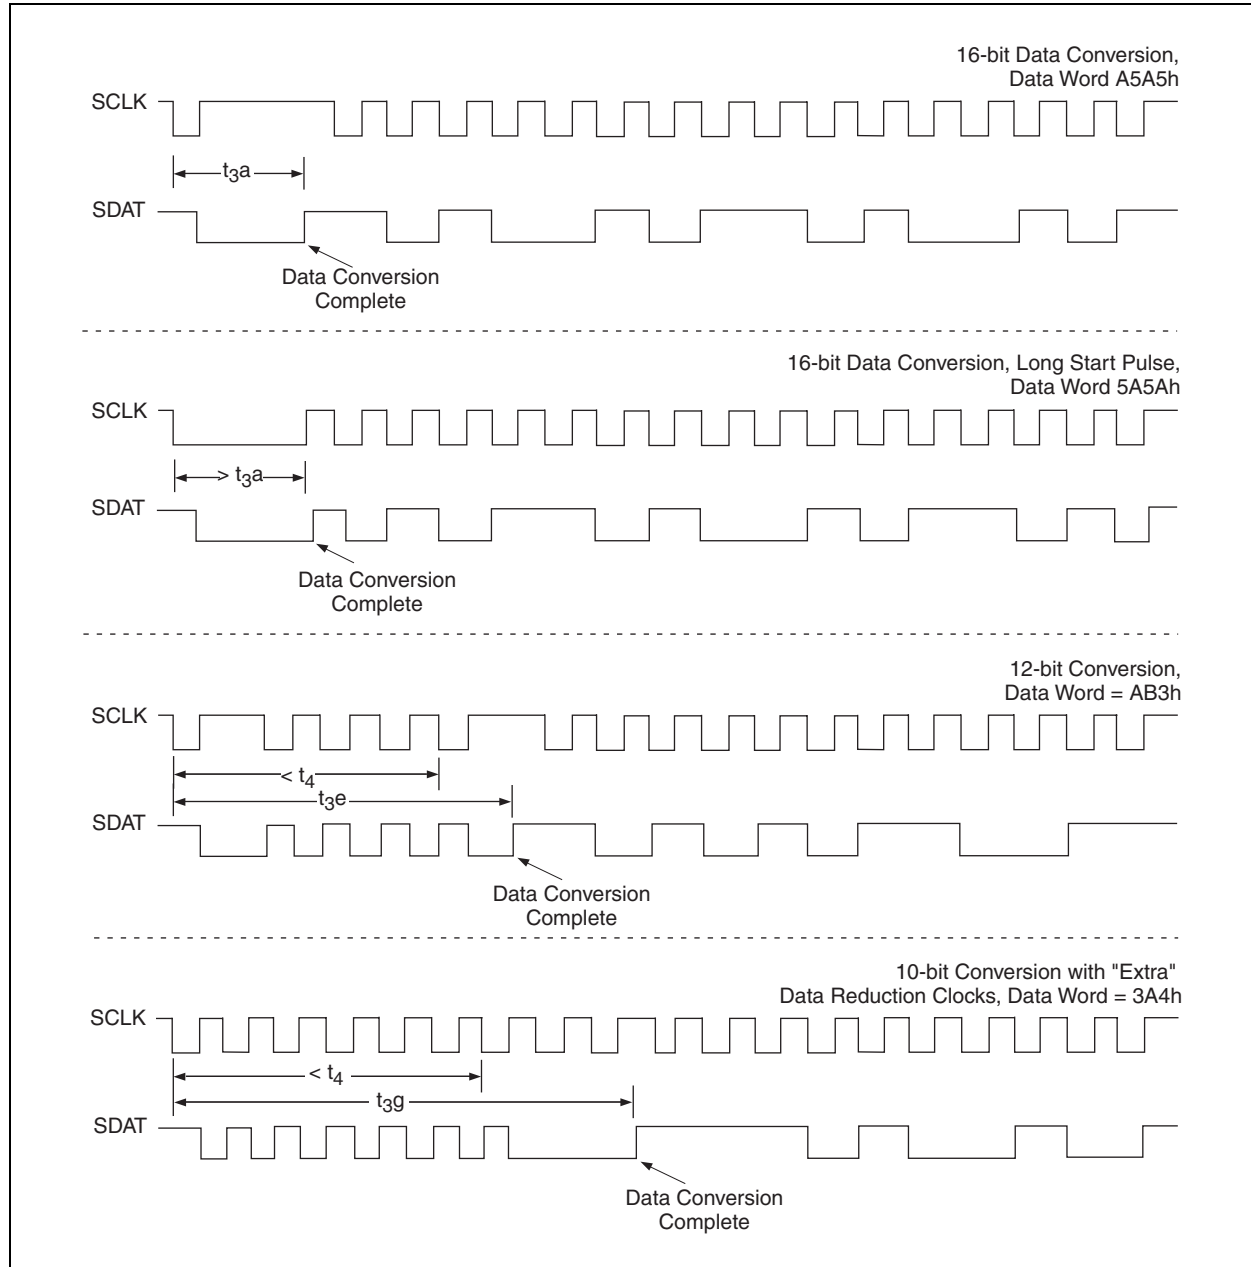 16-bit Data Conversion,
Data Word A5A5h
SCLK
t3a
SDAT
Data Conversion
Complete
16-bit Data Conversion, Long Start Pulse,
Data Word 5A5Ah
SCLK
> t3a
SDAT
Data Conversion
Complete
12-bit Conversion,
Data Word = AB3h
SCLK
< t4
t3e
SDAT
Data Conversion
Complete
10-bit Conversion with "Extra"
Data Reduction Clocks, Data Word = 3A4h
SCLK
< t4
t3g
SDAT
Data Conversion
Complete